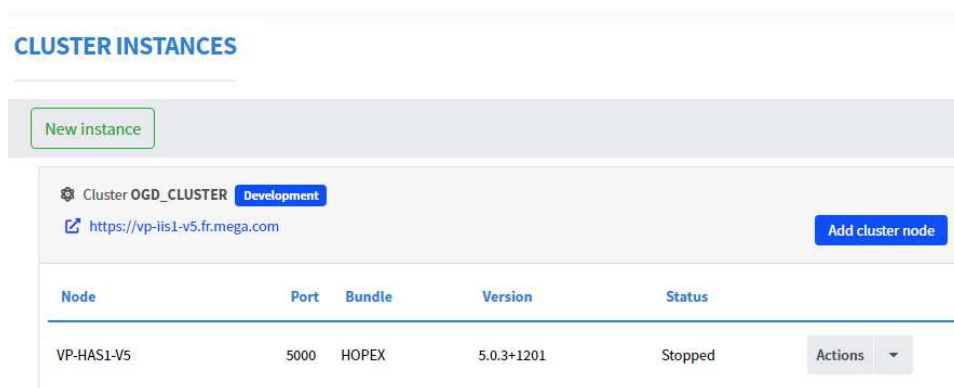 CLUSTER INSTANCES
New instance
Cluster OGD_CLUSTER Development
https://vp-iis1-v5.fr.mega.com
Add cluster node
Node Port Bundle Version Status
VP-HAS1-V5 5000 HOPEX 5.0.3+1201 Stopped Actions